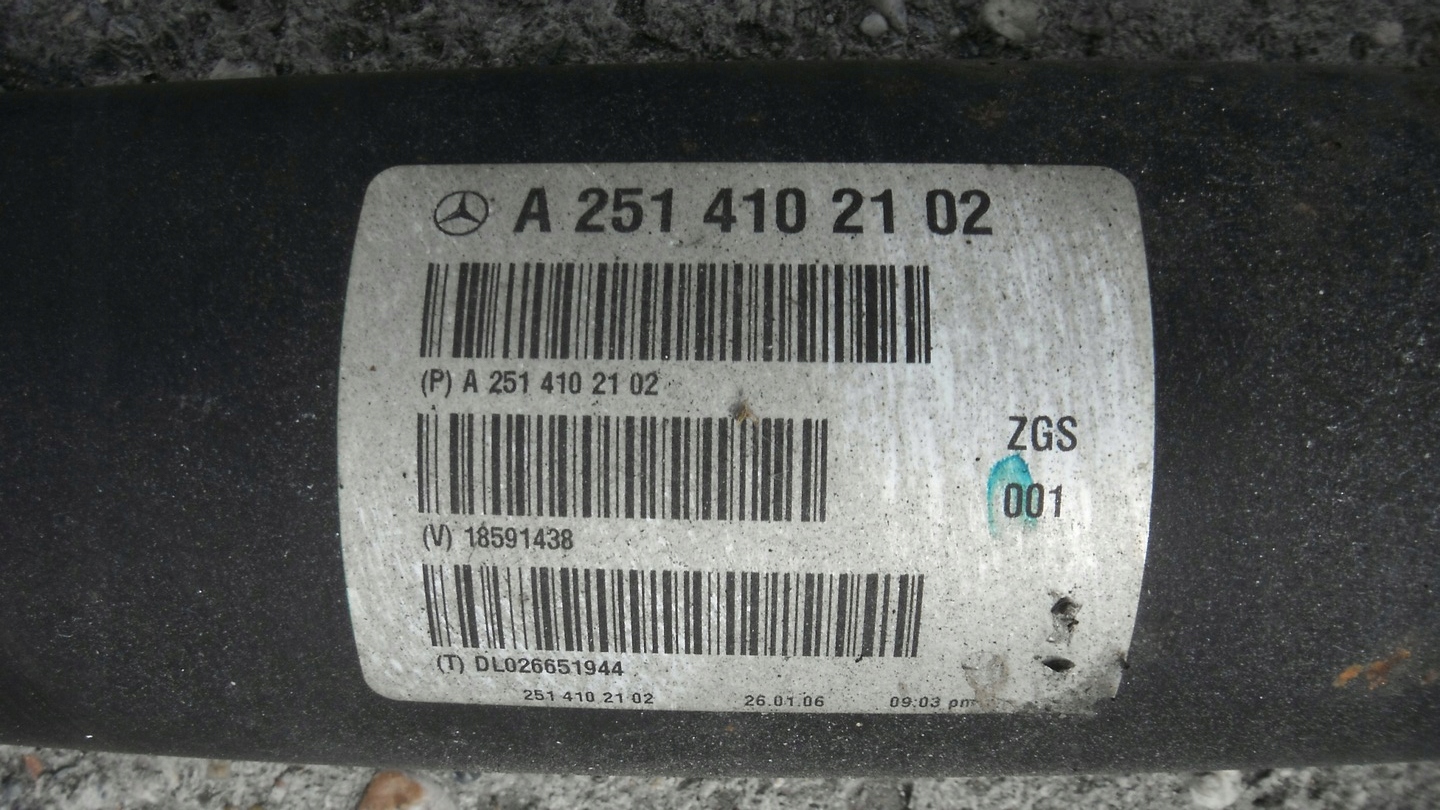 A 251 410 21 02
(P) A 251 410 21 02
ZGS
001
(V) 18591438
(T) DL026651944
251 410 21 02 26.01.06 09:03 pm